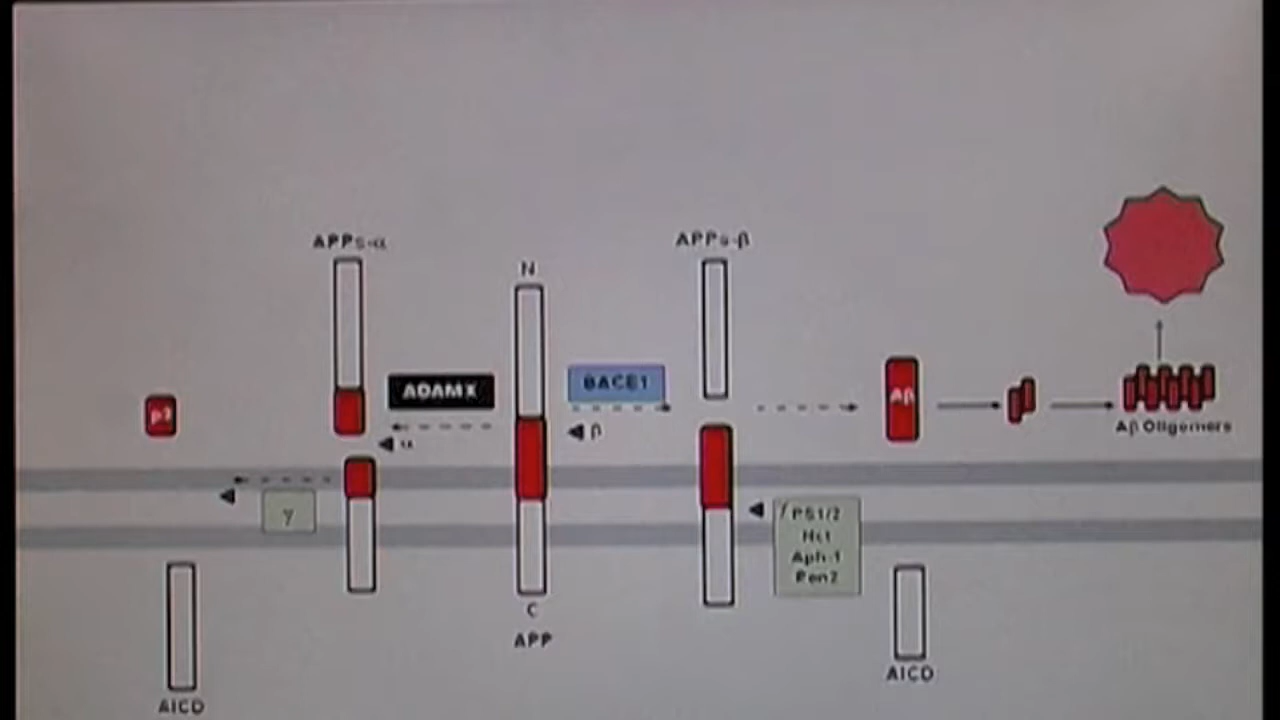 APPs-α
APPs-β
N
ADAMX
BACE1
p3
Aβ
α
β
Aβ Oligomers
γ
γ PS1/2
Nct
Aph-1
Pen2
C
APP
AICD
AICD